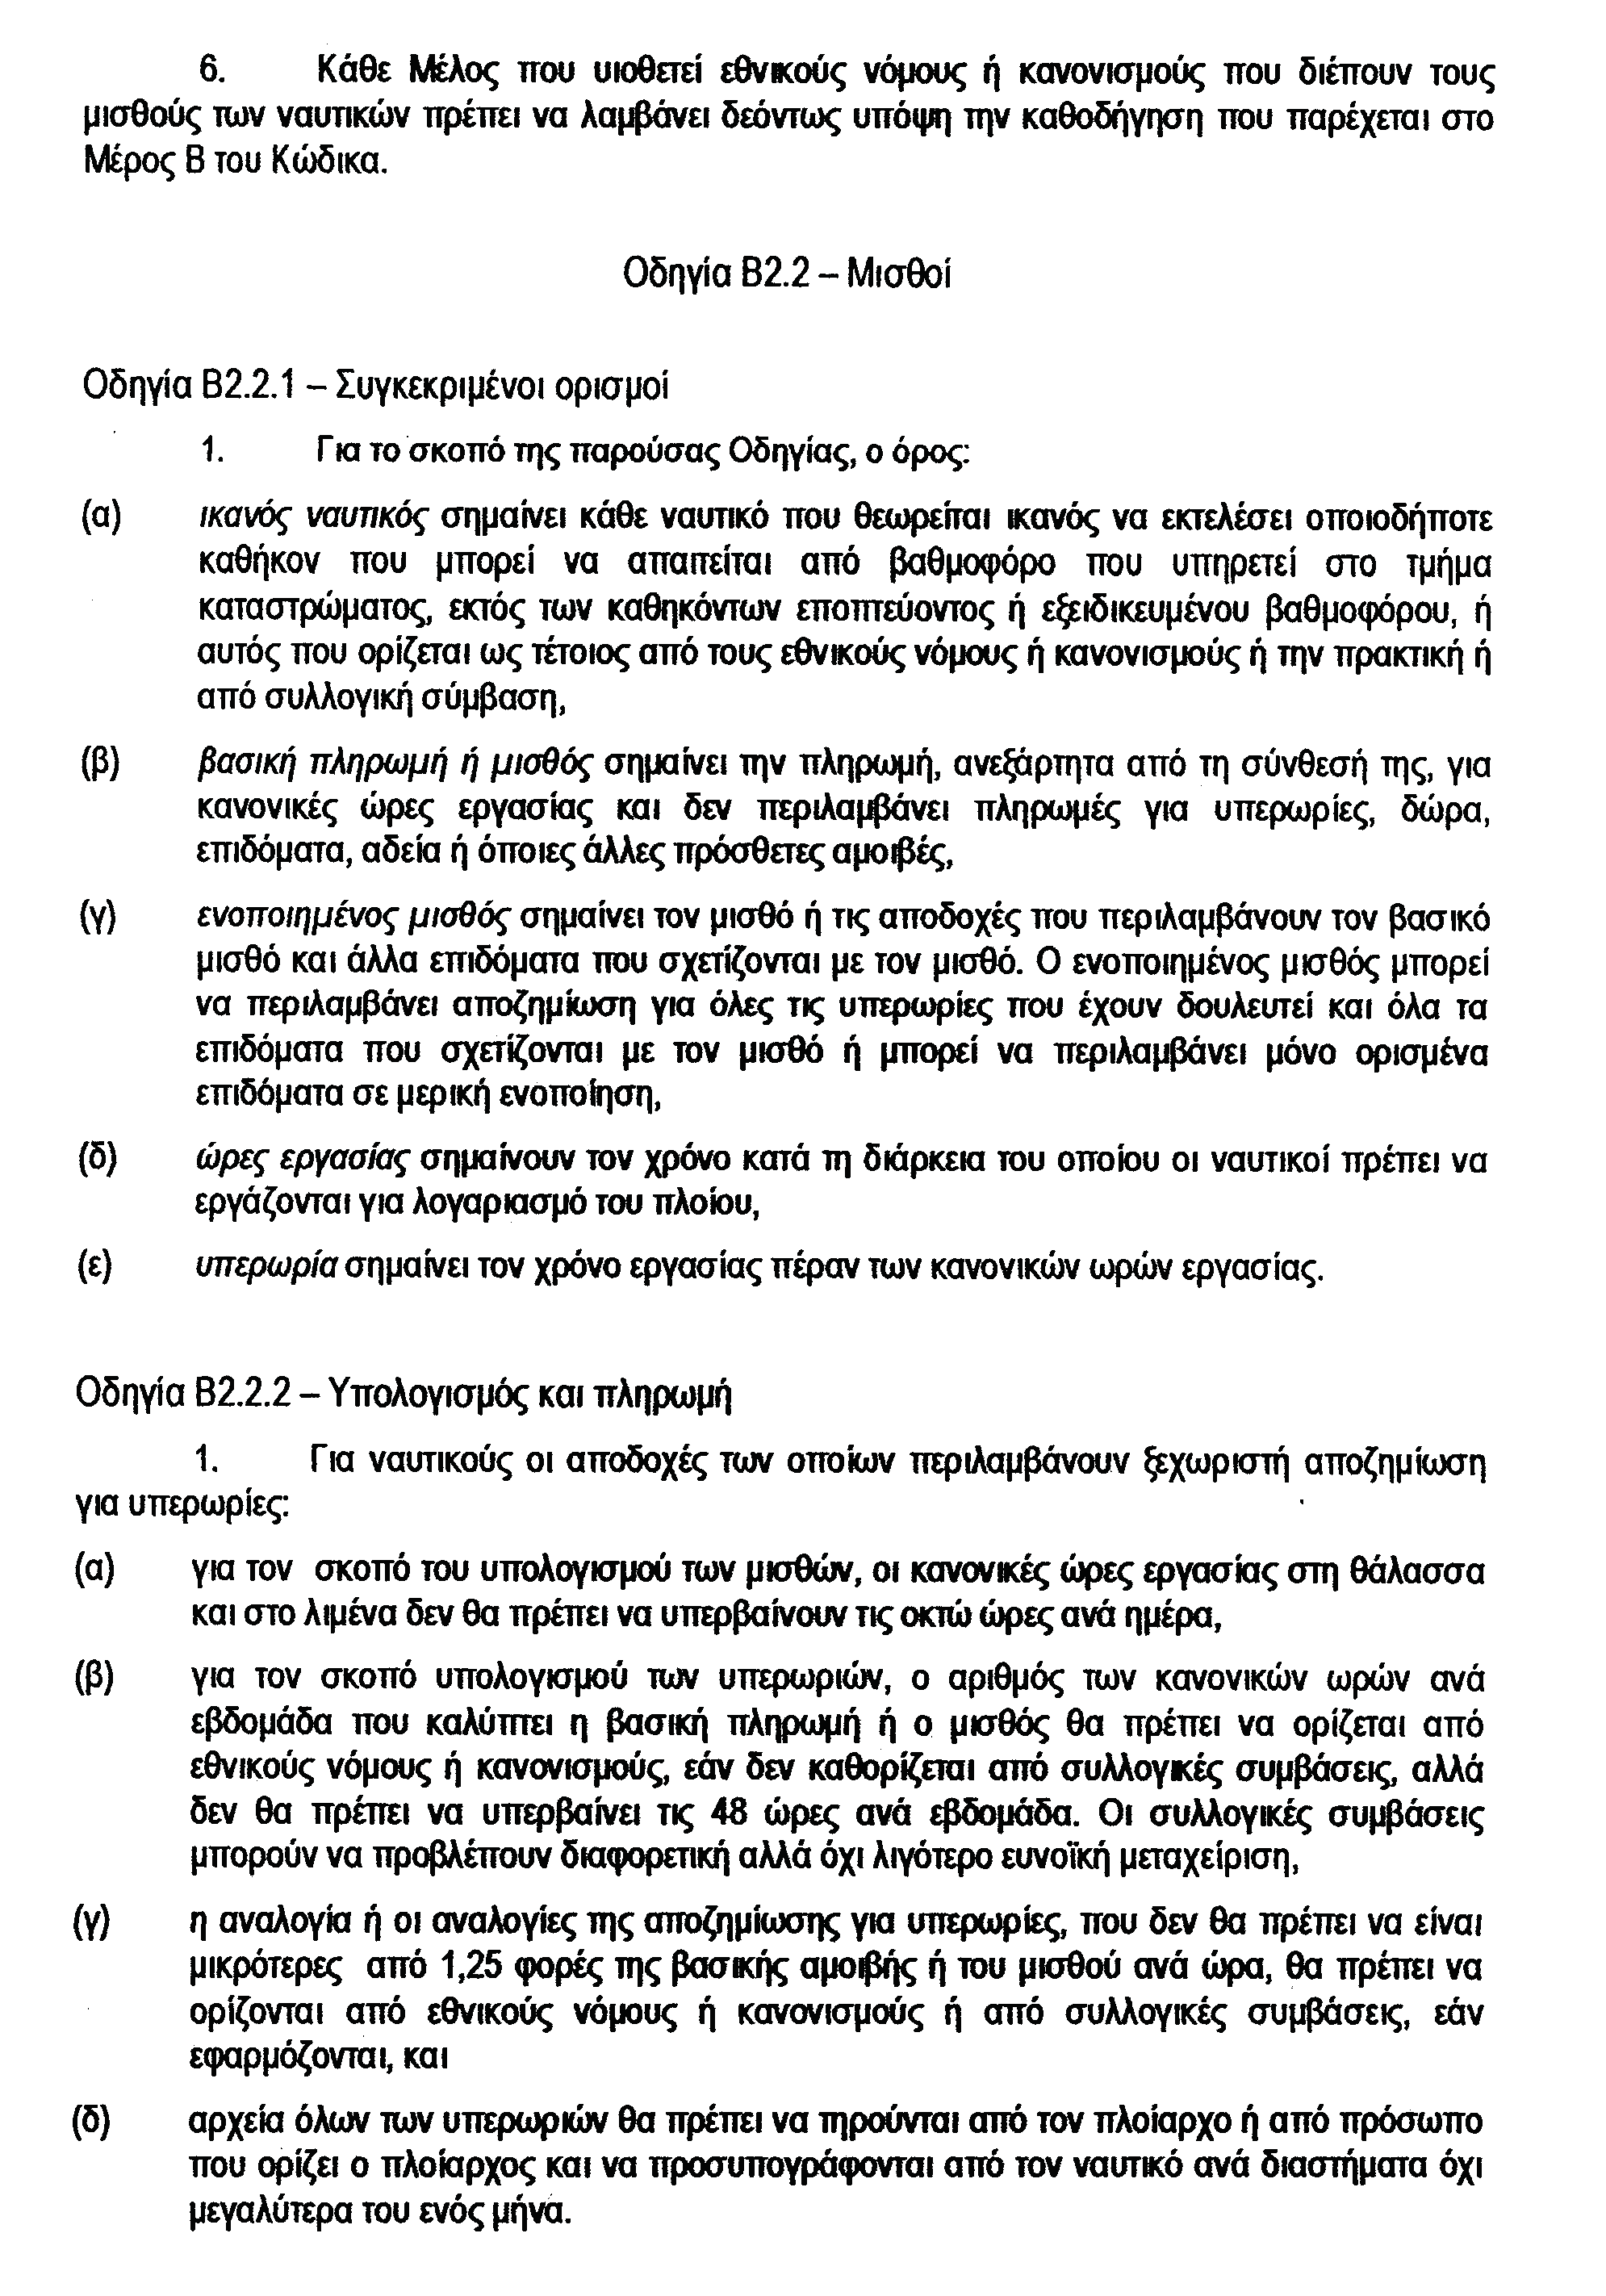 6. Κάθε Μέλος που υιοθετεί εθνικούς νόμους ή κανονισμούς που διέπουν τους
μισθούς των ναυτικών πρέπει να λαμβάνει δεόντως υπόψη την καθοδήγηση που παρέχεται στο
Μέρος Β του Κώδικα.
Οδηγία Β2.2 – Μισθοί
Οδηγία Β2.2.1 – Συγκεκριμένοι ορισμοί
1. Για το σκοπό της παρούσας Οδηγίας, ο όρος:
(α) ικανός ναυτικός σημαίνει κάθε ναυτικό που θεωρείται ικανός να εκτελέσει οποιοδήποτε
καθήκον που μπορεί να απαιτείται από βαθμοφόρο που υπηρετεί στο τμήμα
καταστρώματος, εκτός των καθηκόντων εποπτεύοντος ή εξειδικευμένου βαθμοφόρου, ή
αυτός που ορίζεται ως τέτοιος από τους εθνικούς νόμους ή κανονισμούς ή την πρακτική ή
από συλλογική σύμβαση,
(β) βασική πληρωμή ή μισθός σημαίνει την πληρωμή, ανεξάρτητα από τη σύνθεσή της, για
κανονικές ώρες εργασίας και δεν περιλαμβάνει πληρωμές για υπερωρίες, δώρα,
επιδόματα, αδεία ή όποιες άλλες πρόσθετες αμοιβές,
(γ) ενοποιημένος μισθός σημαίνει τον μισθό ή τις αποδοχές που περιλαμβάνουν τον βασικό
μισθό και άλλα επιδόματα που σχετίζονται με τον μισθό. Ο ενοποιημένος μισθός μπορεί
να περιλαμβάνει αποζημίωση για όλες τις υπερωρίες που έχουν δουλευτεί και όλα τα
επιδόματα που σχετίζονται με τον μισθό ή μπορεί να περιλαμβάνει μόνο ορισμένα
επιδόματα σε μερική ενοποίηση,
(δ) ώρες εργασίας σημαίνουν τον χρόνο κατά τη διάρκεια του οποίου οι ναυτικοί πρέπει να
εργάζονται για λογαριασμό του πλοίου,
(ε) υπερωρία σημαίνει τον χρόνο εργασίας πέραν των κανονικών ωρών εργασίας.
Οδηγία Β2.2.2 – Υπολογισμός και πληρωμή
1. Για ναυτικούς οι αποδοχές των οποίων περιλαμβάνουν ξεχωριστή αποζημίωση
για υπερωρίες:
(α) για τον σκοπό του υπολογισμού των μισθών, οι κανονικές ώρες εργασίας στη θάλασσα
και στο λιμένα δεν θα πρέπει να υπερβαίνουν τις οκτώ ώρες ανά ημέρα,
(β) για τον σκοπό υπολογισμού των υπερωριών, ο αριθμός των κανονικών ωρών ανά
εβδομάδα που καλύπτει η βασική πληρωμή ή ο μισθός θα πρέπει να ορίζεται από
εθνικούς νόμους ή κανονισμούς, εάν δεν καθορίζεται από συλλογικές συμβάσεις, αλλά
δεν θα πρέπει να υπερβαίνει τις 48 ώρες ανά εβδομάδα. Οι συλλογικές συμβάσεις
μπορούν να προβλέπουν διαφορετική αλλά όχι λιγότερο ευνοϊκή μεταχείριση,
(γ) η αναλογία ή οι αναλογίες της αποζημίωσης για υπερωρίες, που δεν θα πρέπει να είναι
μικρότερες από 1,25 φορές της βασικής αμοιβής ή του μισθού ανά ώρα, θα πρέπει να
ορίζονται από εθνικούς νόμους ή κανονισμούς ή από συλλογικές συμβάσεις, εάν
εφαρμόζονται, και
(δ) αρχεία όλων των υπερωριών θα πρέπει να τηρούνται από τον πλοίαρχο ή από πρόσωπο
που ορίζει ο πλοίαρχος και να προσυπογράφονται από τον ναυτικό ανά διαστήματα όχι
μεγαλύτερα του ενός μήνα.